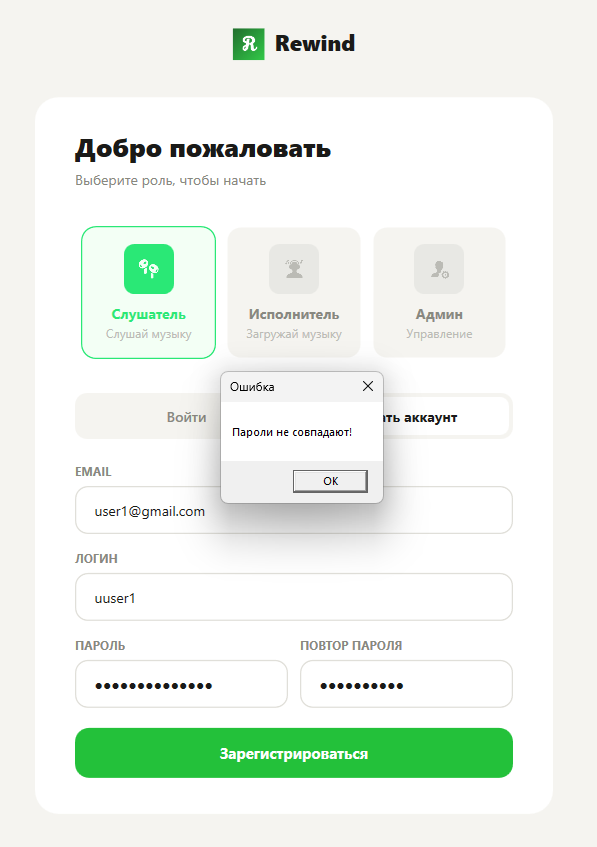 R Rewind
Добро пожаловать
Выберите роль, чтобы начать
Слушатель
Слушай музыку
Исполнитель
Загружай музыку
Админ
Управление
Ошибка
Пароли не совпадают!
OK
Войти
ать аккаунт
EMAIL
user1@gmail.com
ЛОГИН
uuser1
ПАРОЛЬ
ПОВТОР ПАРОЛЯ
●●●●●●●●●●●●●●
●●●●●●●●●●
Зарегистрироваться